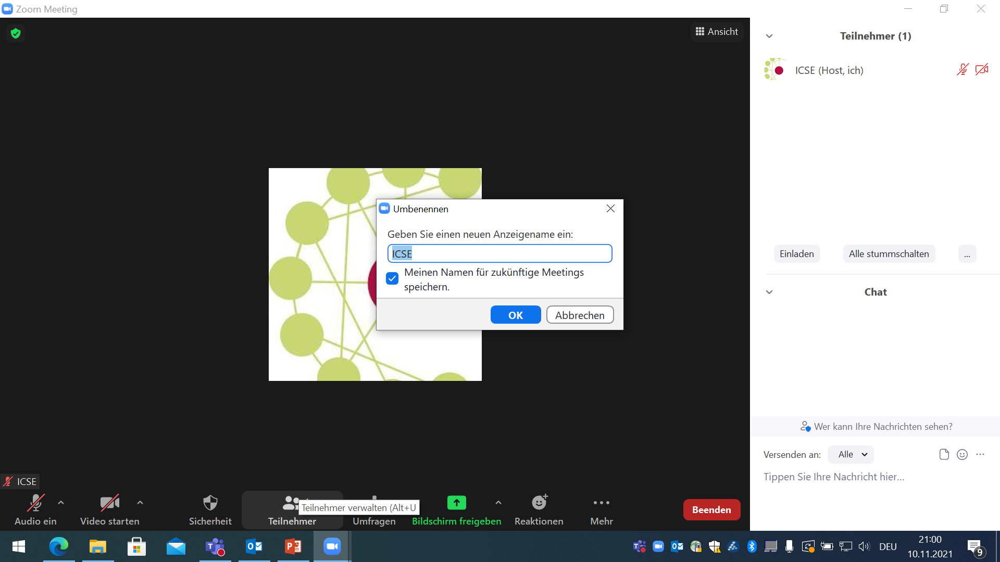 Zoom Meeting
Ansicht
Teilnehmer (1)
ICSE (Host, ich)
Umbenennen
Geben Sie einen neuen Anzeigename ein:
ICSE
Meinen Namen für zukünftige Meetings
speichern.
OK
Abbrechen
Einladen
Alle stummschalten
...
Chat
Wer kann Ihre Nachrichten sehen?
Versenden an:
Alle
Tippen Sie Ihre Nachricht hier...
ICSE
Teilnehmer verwalten (Alt+U
Audio ein
Video starten
Sicherheit
Teilnehmer
Umfragen
Bildschirm freigeben
Reaktionen
Mehr
Beenden
DEU
21:00
10.11.2021
9